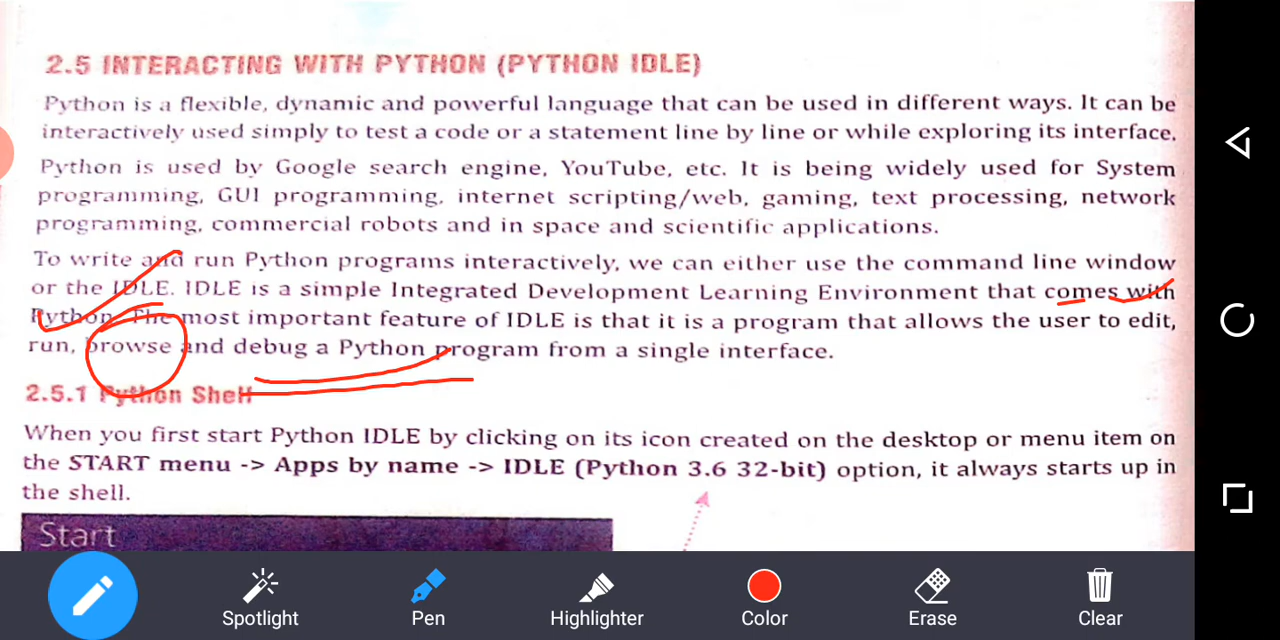 2.5 INTERACTING WITH PYTHON (PYTHON IDLE)
Python is a flexible, dynamic and powerful language that can be used in different ways. It can be
interactively used simply to test a code or a statement line by line or while exploring its interface.
Python is used by Google search engine, YouTube, etc. It is being widely used for System
programming, GUI programming, internet scripting/web, gaming, text processing, network
programming, commercial robots and in space and scientific applications.
To write and run Python programs interactively, we can either use the command line window
or the IDLE. IDLE is a simple Integrated Development Learning Environment that comes with
Python. The most important feature of IDLE is that it is a program that allows the user to edit,
run, browse and debug a Python program from a single interface.
2.5.1 Python Shell
When you first start Python IDLE by clicking on its icon created on the desktop or menu item on
the START menu -> Apps by name -> IDLE (Python 3.6 32-bit) option, it always starts up in
the shell.
Start
Spotlight Pen Highlighter Color Erase Clear